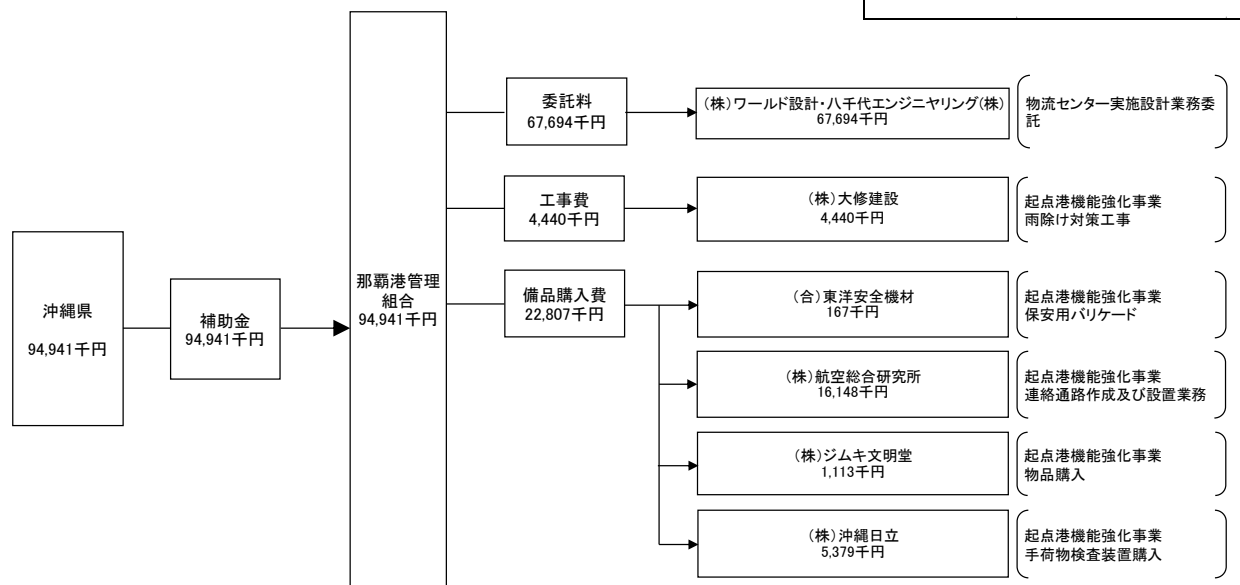 沖縄県
94,941千円
補助金
94,941千円
那覇港管理
組合
94,941千円
委託料
67,694千円
(株)ワールド設計・八千代エンジニヤリング(株)
67,694千円
物流センター実施設計業務委
託
工事費
4,440千円
(株)大修建設
4,440千円
起点港機能強化事業
雨除け対策工事
備品購入費
22,807千円
(合)東洋安全機材
167千円
起点港機能強化事業
保安用バリケード
(株)航空総合研究所
16,148千円
起点港機能強化事業
連絡通路作成及び設置業務
(株)ジムキ文明堂
1,113千円
起点港機能強化事業
物品購入
(株)沖縄日立
5,379千円
起点港機能強化事業
手荷物検査装置購入